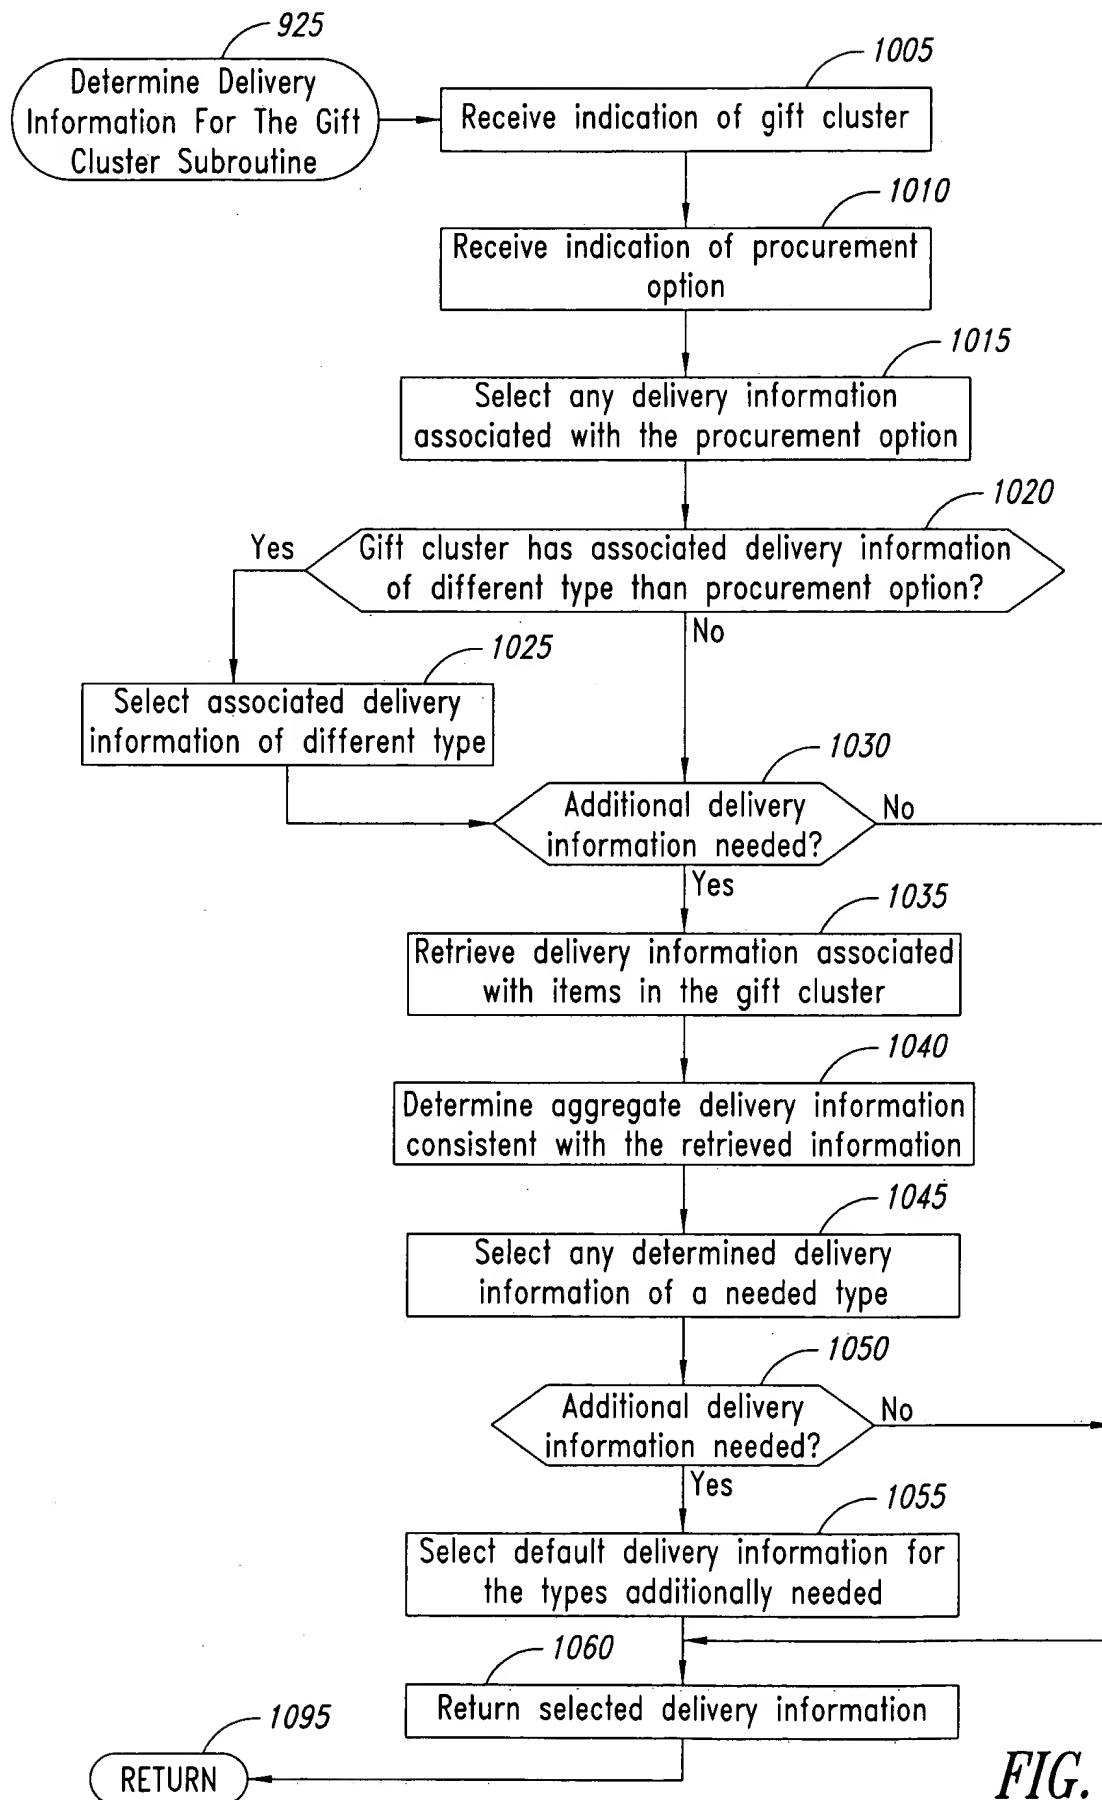 925
Determine Delivery
Information For The Gift
Cluster Subroutine
1005
Receive indication of gift cluster
1010
Receive indication of procurement
option
1015
Select any delivery information
associated with the procurement option
1020
Yes
Gift cluster has associated delivery information
of different type than procurement option?
No
1025
Select associated delivery
information of different type
1030
Additional delivery
information needed?
No
Yes
1035
Retrieve delivery information associated
with items in the gift cluster
1040
Determine aggregate delivery information
consistent with the retrieved information
1045
Select any determined delivery
information of a needed type
1050
Additional delivery
information needed?
No
Yes
1055
Select default delivery information for
the types additionally needed
1060
Return selected delivery information
1095
RETURN
FIG.